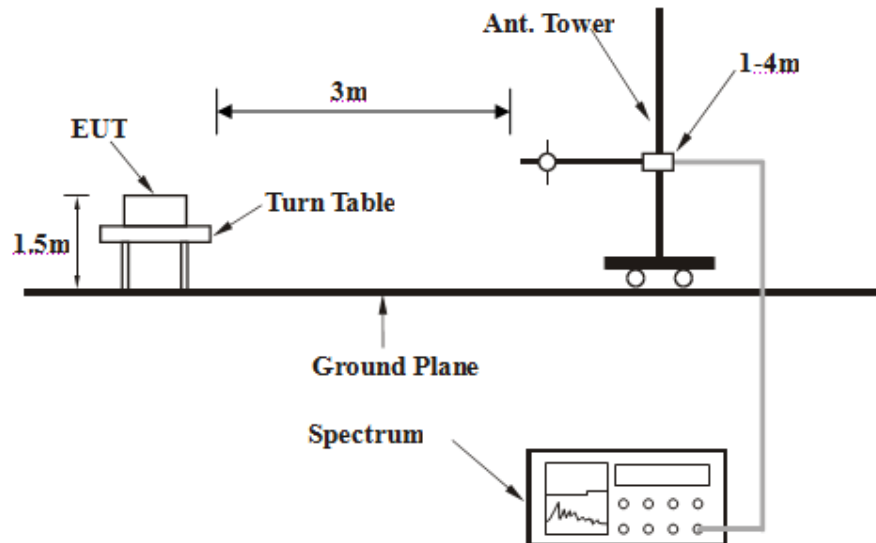 Ant. Tower
1-4m
3m
EUT
Turn Table
1.5m
Ground Plane
Spectrum